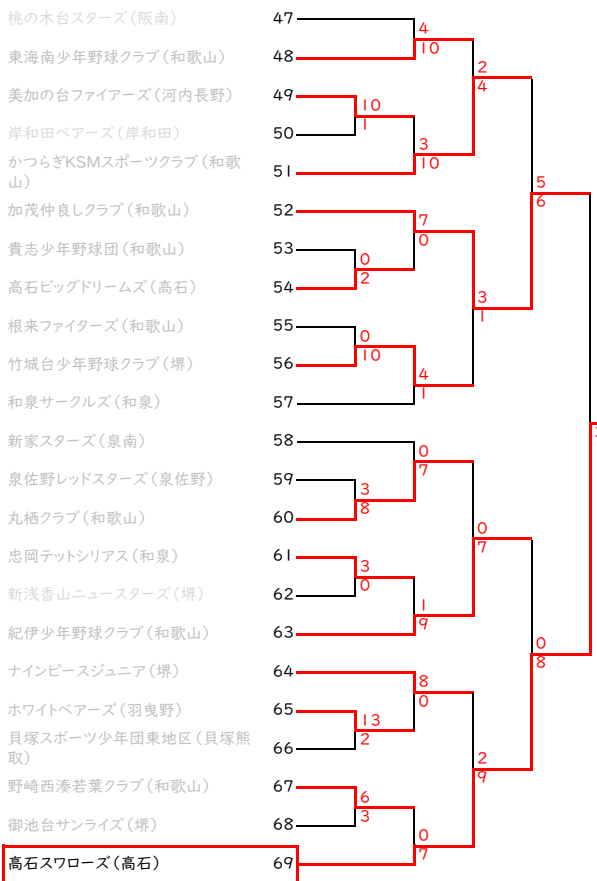 桃の木台スターズ（阪南） 47
4
10
東海南少年野球クラブ（和歌山） 48
2
4
美加の台ファイアーズ（河内長野） 49
10
1
岸和田ベアーズ（岸和田） 50
3
10
かつらぎKSMスポーツクラブ（和歌
山） 51
5
6
加茂仲良しクラブ（和歌山） 52
7
0
貴志少年野球団（和歌山） 53
0
2
高石ビッグドリームズ（高石） 54
3
1
根来ファイターズ（和歌山） 55
0
10
竹城台少年野球クラブ（堺） 56
4
1
和泉サークルズ（和泉） 57
新家スターズ（泉南） 58
0
7
泉佐野レッドスターズ（泉佐野） 59
3
8
丸栖クラブ（和歌山） 60
0
7
忠岡テットシリアス（和泉） 61
3
0
新浅香山ニュースターズ（堺） 62
1
9
紀伊少年野球クラブ（和歌山） 63
0
8
ナインピースジュニア（堺） 64
8
0
ホワイトベアーズ（羽曳野） 65
13
2
貝塚スポーツ少年団東地区（貝塚熊
取） 66
2
9
野崎西湊若葉クラブ（和歌山） 67
6
3
御池台サンライズ（堺） 68
0
7
高石スワローズ（高石） 69